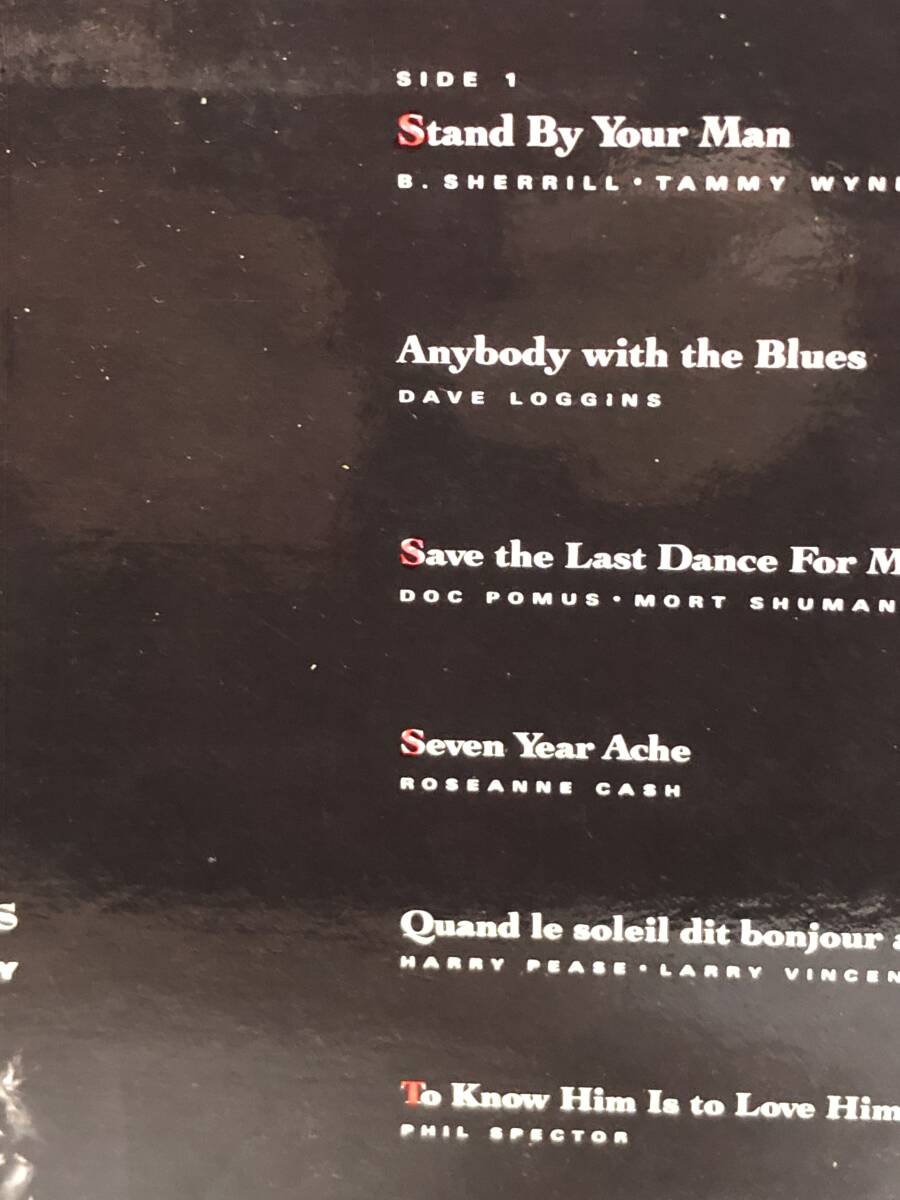 SIDE 1
Stand By Your Man
B. SHERRILL • TAMMY
Anybody with the Blues
DAVE LOGGINS
Save the Last Dance For
DOC POMUS • MORT SHUMAN
Seven Year Ache
ROSEANNE CASH
Quand le soleil dit bonjour
HARRY PEASE • LARRY
To Know Him Is to Love Him
PHIL SPECTOR